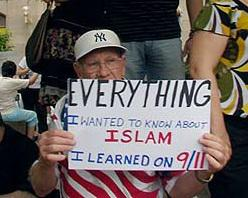 NY
EVERYTHING
I WANTED TO KNOW ABOUT
ISLAM
I LEARNED ON 9/11